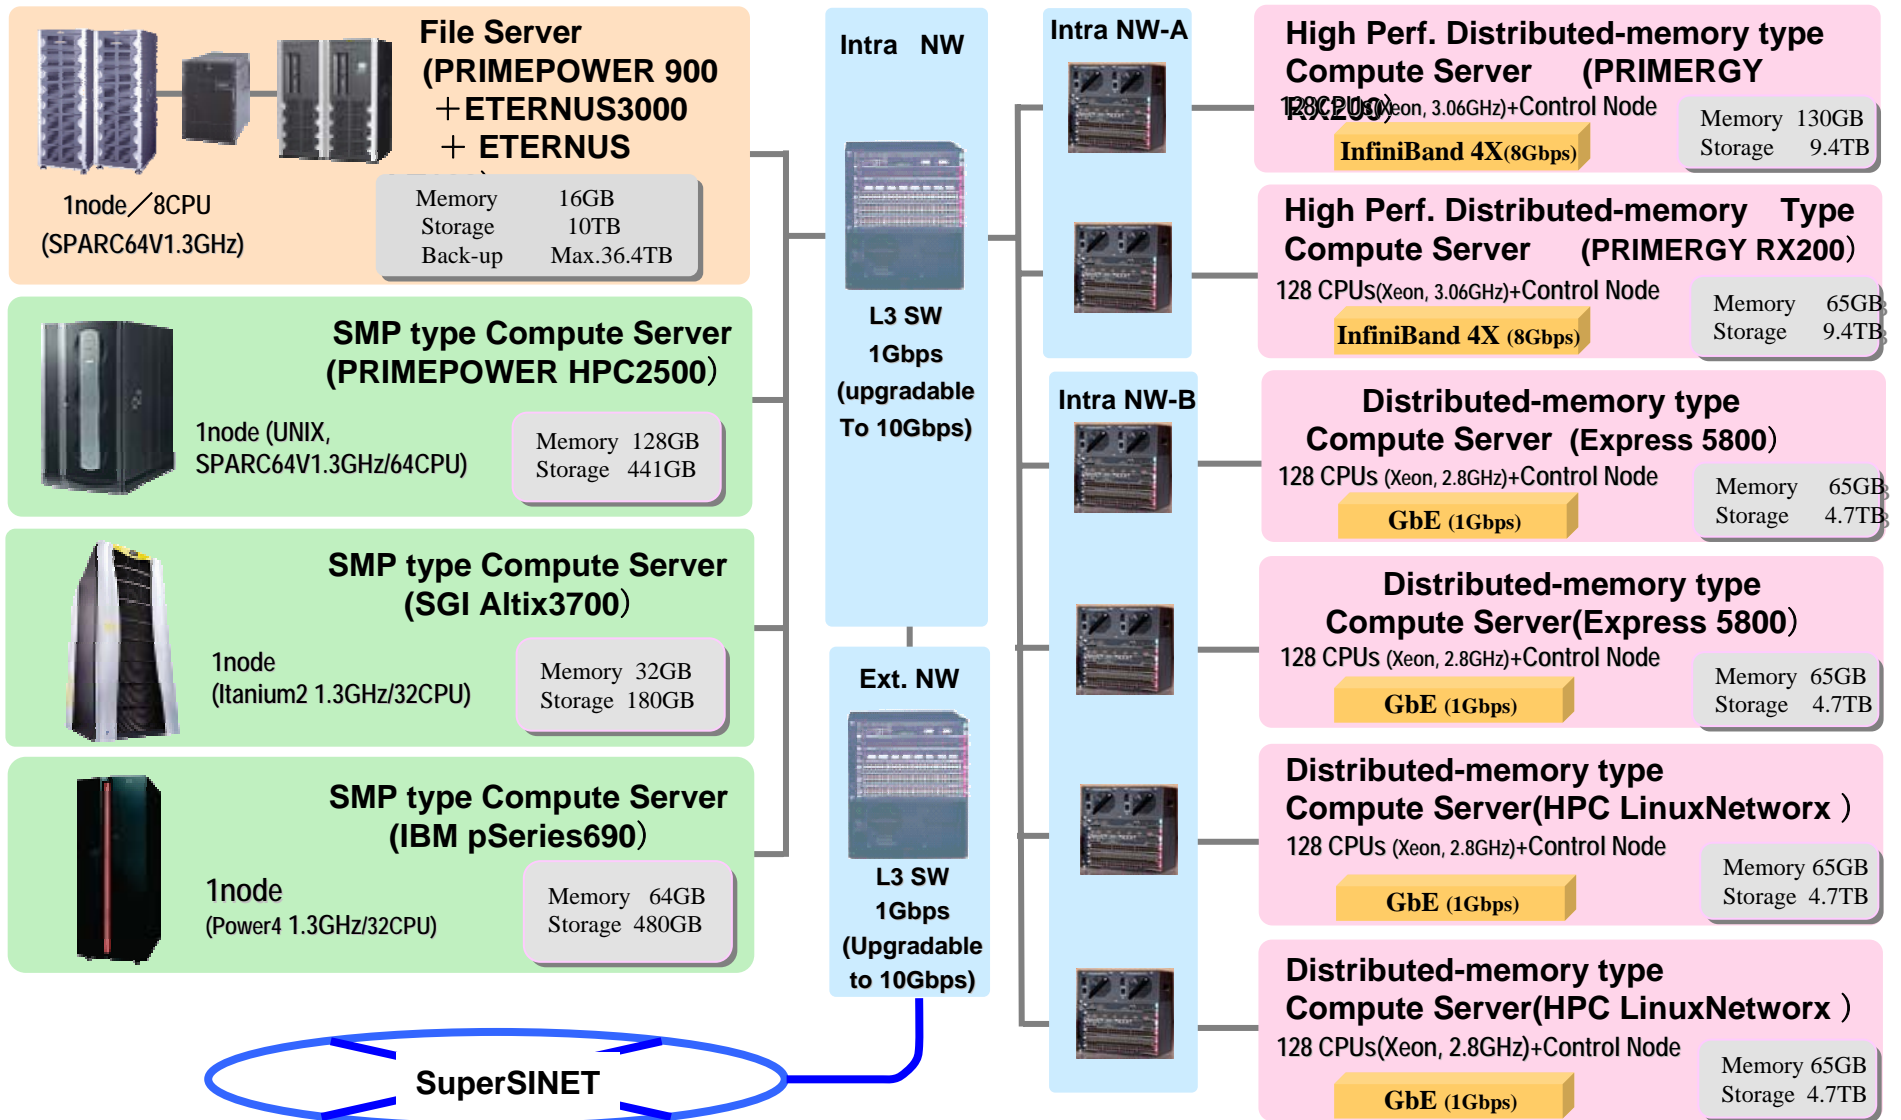 File Server
(PRIMEPOWER 900
＋ETERNUS3000
＋ ETERNUS
1node／8CPU
(SPARC64V1.3GHz)
Memory 16GB
Storage 10TB
Back-up Max.36.4TB
SMP type Compute Server
(PRIMEPOWER HPC2500）
1node (UNIX,
SPARC64V1.3GHz/64CPU)
Memory 128GB
Storage 441GB
SMP type Compute Server
(SGI Altix3700）
1node
(Itanium2 1.3GHz/32CPU)
Memory 32GB
Storage 180GB
SMP type Compute Server
(IBM pSeries690）
1node
(Power4 1.3GHz/32CPU)
Memory 64GB
Storage 480GB
Intra NW
L3 SW
1Gbps
(upgradable
To 10Gbps)
Ext. NW
L3 SW
1Gbps
(Upgradable
to 10Gbps)
SuperSINET
Intra NW-A
Intra NW-B
High Perf. Distributed-memory type
Compute Server (PRIMERGY
RX200）
128CPUs(Xeon, 3.06GHz)+Control Node
InfiniBand 4X(8Gbps)
Memory 130GB
Storage 9.4TB
High Perf. Distributed-memory Type
Compute Server (PRIMERGY RX200）
128 CPUs(Xeon, 3.06GHz)+Control Node
InfiniBand 4X (8Gbps)
Memory 65GB
Storage 9.4TB
Distributed-memory type
Compute Server (Express 5800）
128 CPUs (Xeon, 2.8GHz)+Control Node
GbE (1Gbps)
Memory 65GB
Storage 4.7TB
Distributed-memory type
Compute Server(Express 5800）
128 CPUs (Xeon, 2.8GHz)+Control Node
GbE (1Gbps)
Memory 65GB
Storage 4.7TB
Distributed-memory type
Compute Server(HPC LinuxNetworx ）
128 CPUs (Xeon, 2.8GHz)+Control Node
GbE (1Gbps)
Memory 65GB
Storage 4.7TB
Distributed-memory type
Compute Server(HPC LinuxNetworx ）
128 CPUs(Xeon, 2.8GHz)+Control Node
GbE (1Gbps)
Memory 65GB
Storage 4.7TB